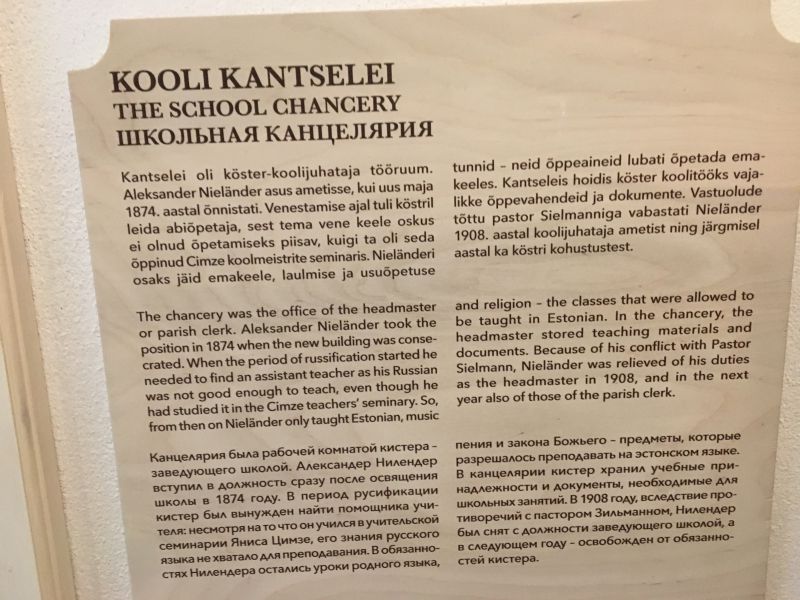 KOOLI KANTSELEI
THE SCHOOL CHANCERY
ШКОЛЬНАЯ КАНЦЕЛЯРИЯ
Kantselei oli köster-koolijuhataja tööruum.
Aleksander Nieländer asus ametisse, kui uus maja
1874. aastal õnnistati. Venestamise ajal tuli köstril
leida abiõpetaja, sest tema vene keele oskus
ei olnud õpetamiseks piisav, kuigi ta oli seda
õppinud Cimze koolmeistrite seminaris. Nieländeri
osaks jäid emakeele, laulmise ja usuõpetuse
tunnid – neid õppeaineid lubati õpetada ema-
keeles. Kantseleis hoidis köster koolitööks vaja-
likke õppevahendeid ja dokumente. Vastuolude
tõttu pastor Sielmanniga vabastati Nieländer
1908. aastal koolijuhataja ametist ning järgmisel
aastal ka köstri kohustustest.
The chancery was the office of the headmaster
or parish clerk. Aleksander Nieländer took the
position in 1874 when the new building was conse-
crated. When the period of russification started he
needed to find an assistant teacher as his Russian
was not good enough to teach, even though he
had studied it in the Cimze teachers' seminary. So,
from then on Nieländer only taught Estonian, music
and religion – the classes that were allowed to
be taught in Estonian. In the chancery, the
headmaster stored teaching materials and
documents. Because of his conflict with Pastor
Sielmann, Nieländer was relieved of his duties
as the headmaster in 1908, and in the next
year also of those of the parish clerk.
Канцелярия была рабочей комнатой кистера –
заведующего школой. Александр Нилендер
вступил в должность сразу после освящения
школы в 1874 году. В период русификации
кистер был вынужден найти помощника учи-
теля: несмотря на то что он учился в учительской
семинарии Яниса Цимзе, его знания русского
языка не хватало для преподавания. В обязанно-
стях Нилендера остались уроки родного языка,
пения и закона Божьего – предметы, которые
разрешалось преподавать на эстонском языке.
В канцелярии кистер хранил учебные при-
надлежности и документы, необходимые для
школьных занятий. В 1908 году, вследствие про-
тиворечий с пастором Зильманном, Нилендер
был снят с должности заведующего школой, а
в следующем году – освобожден от обязанно-
стей кистера.